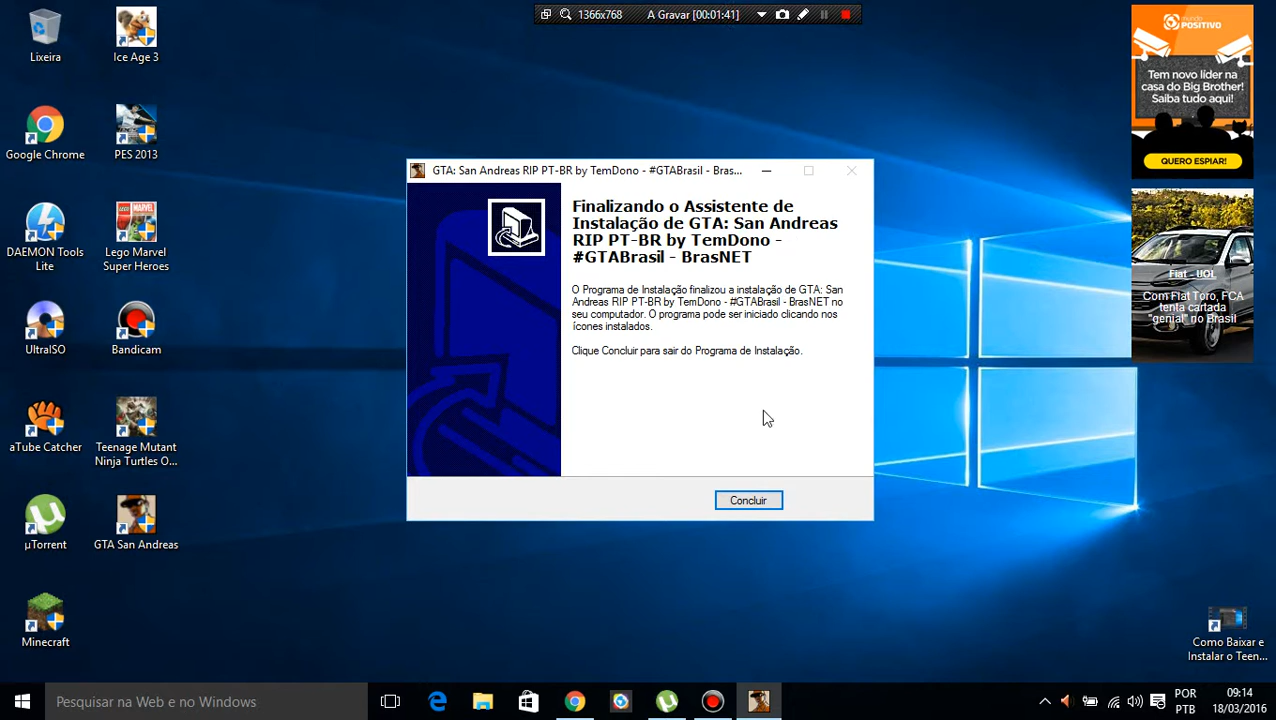 1366x768
A Gravar [00:01:41]
Lixeira
Ice Age 3
Google Chrome
PES 2013
DAEMON Tools
Lite
Lego Marvel
Super Heroes
UltraISO
Bandicam
aTube Catcher
Teenage Mutant
Ninja Turtles O...
µTorrent
GTA San Andreas
Minecraft
GTA: San Andreas RIP PT-BR by TemDono - #GTABrasil - Bras...
Finalizando o Assistente de
Instalação de GTA: San Andreas
RIP PT-BR by TemDono -
#GTABrasil - BrasNET
O Programa de Instalação finalizou a instalação de GTA: San
Andreas RIP PT-BR by TemDono - #GTABrasil - BrasNET no
seu computador. O programa pode ser iniciado clicando nos
ícones instalados.
Clique Concluir para sair do Programa de Instalação.
Concluir
mundo
POSITIVO
Tem novo líder na
casa do Big Brother!
Saiba tudo aqui!
QUERO ESPIAR!
Fiat - UOL
Com Fiat Toro, FCA
tenta cartada
"genial" no Brasil
Como Baixar e
Instalar o Teen...
Pesquisar na Web e no Windows
POR
PTB
09:14
18/03/2016